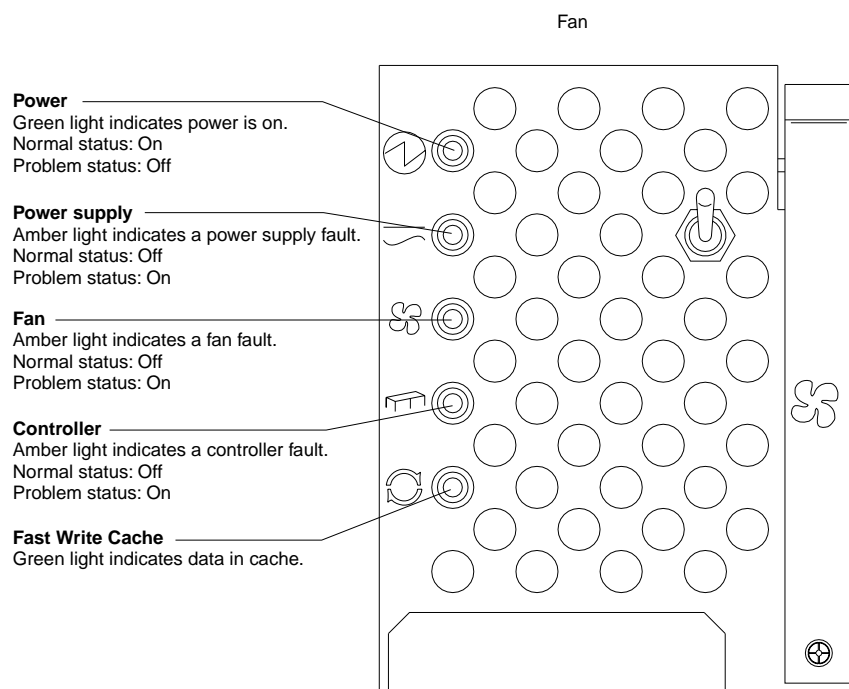 Fan
Power
Green light indicates power is on.
Normal status: On
Problem status: Off
Power supply
Amber light indicates a power supply fault.
Normal status: Off
Problem status: On
Fan
Amber light indicates a fan fault.
Normal status: Off
Problem status: On
Controller
Amber light indicates a controller fault.
Normal status: Off
Problem status: On
Fast Write Cache
Green light indicates data in cache.